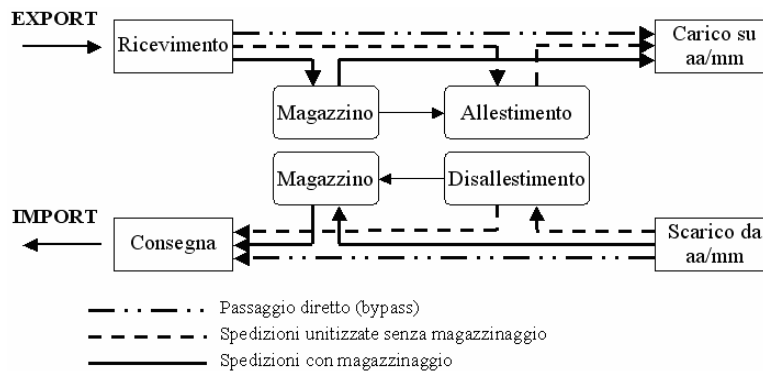 EXPORT
Ricevimento
Carico su
aa/mm
Magazzino
Allestimento
Magazzino
Disallestimento
IMPORT
Consegna
Scarico da
aa/mm
Passaggio diretto (bypass)
Spedizioni unitizzate senza magazzinaggio
Spedizioni con magazzinaggio